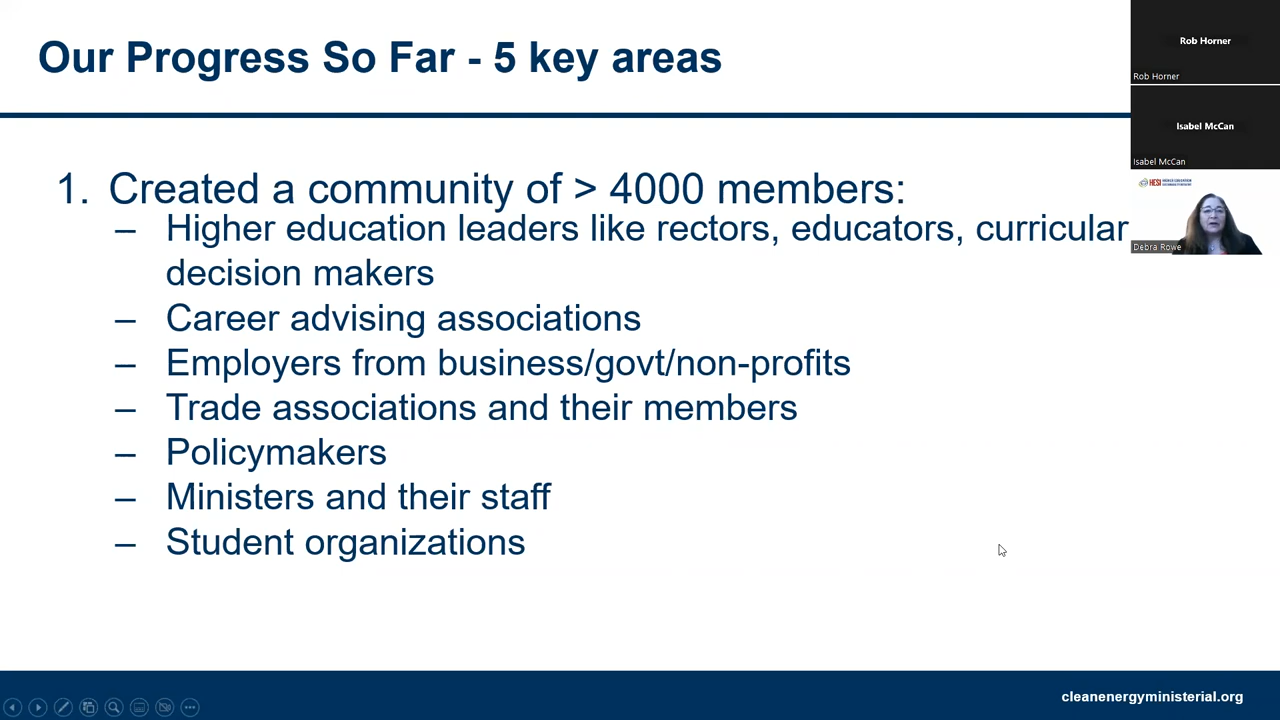 Our Progress So Far - 5 key areas
1. Created a community of > 4000 members:
– Higher education leaders like rectors, educators, curricular
decision makers
– Career advising associations
– Employers from business/govt/non-profits
– Trade associations and their members
– Policymakers
– Ministers and their staff
– Student organizations
cleanenergyministerial.org
Rob Horner
Rob Horner
Isabel McCan
Isabel McCan
HESI
Debra Rowe